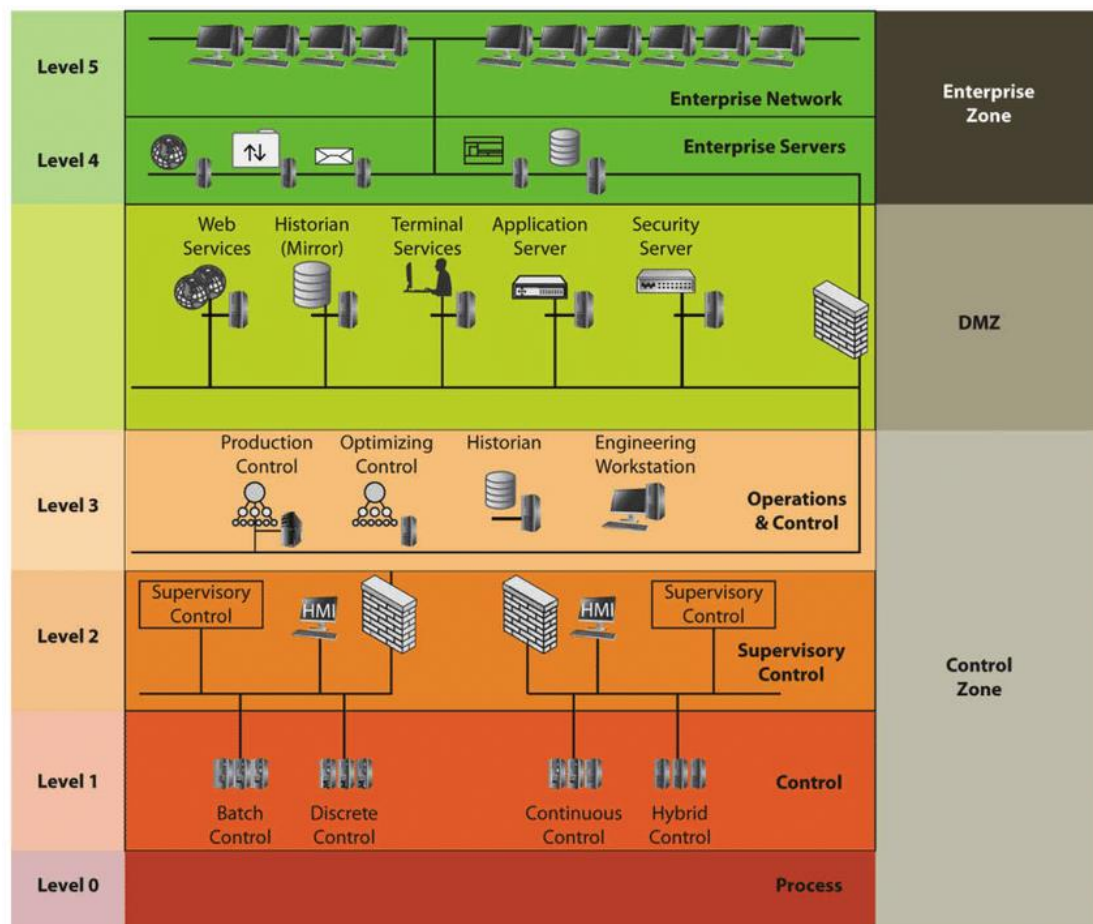 Level 5
Enterprise Network
Enterprise
Zone
Level 4
Enterprise Servers
Web
Services
Historian
(Mirror)
Terminal
Services
Application
Server
Security
Server
DMZ
Production
Control
Optimizing
Control
Historian
Engineering
Workstation
Level 3
Operations
& Control
Supervisory
Control
HMI
HMI
Supervisory
Control
Level 2
Supervisory
Control
Control
Zone
Level 1
Control
Batch
Control
Discrete
Control
Continuous
Control
Hybrid
Control
Level 0
Process